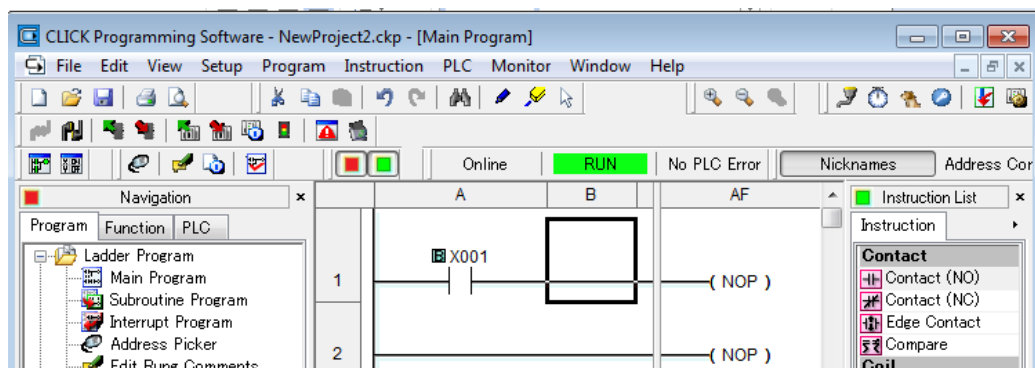 CLICK Programming Software - NewProject2.ckp - [Main Program]
File Edit View Setup Program Instruction PLC Monitor Window Help
Online RUN No PLC Error Nicknames Address Cor
Navigation A B AF Instruction List
Program Function PLC Instruction
Ladder Program Contact
E X001
Main Program 1 ( NOP ) Contact (NO)
Subroutine Program Contact (NC)
Interrupt Program Edge Contact
Address Picker 2 ( NOP ) Compare
Edit Rung Comments Coil